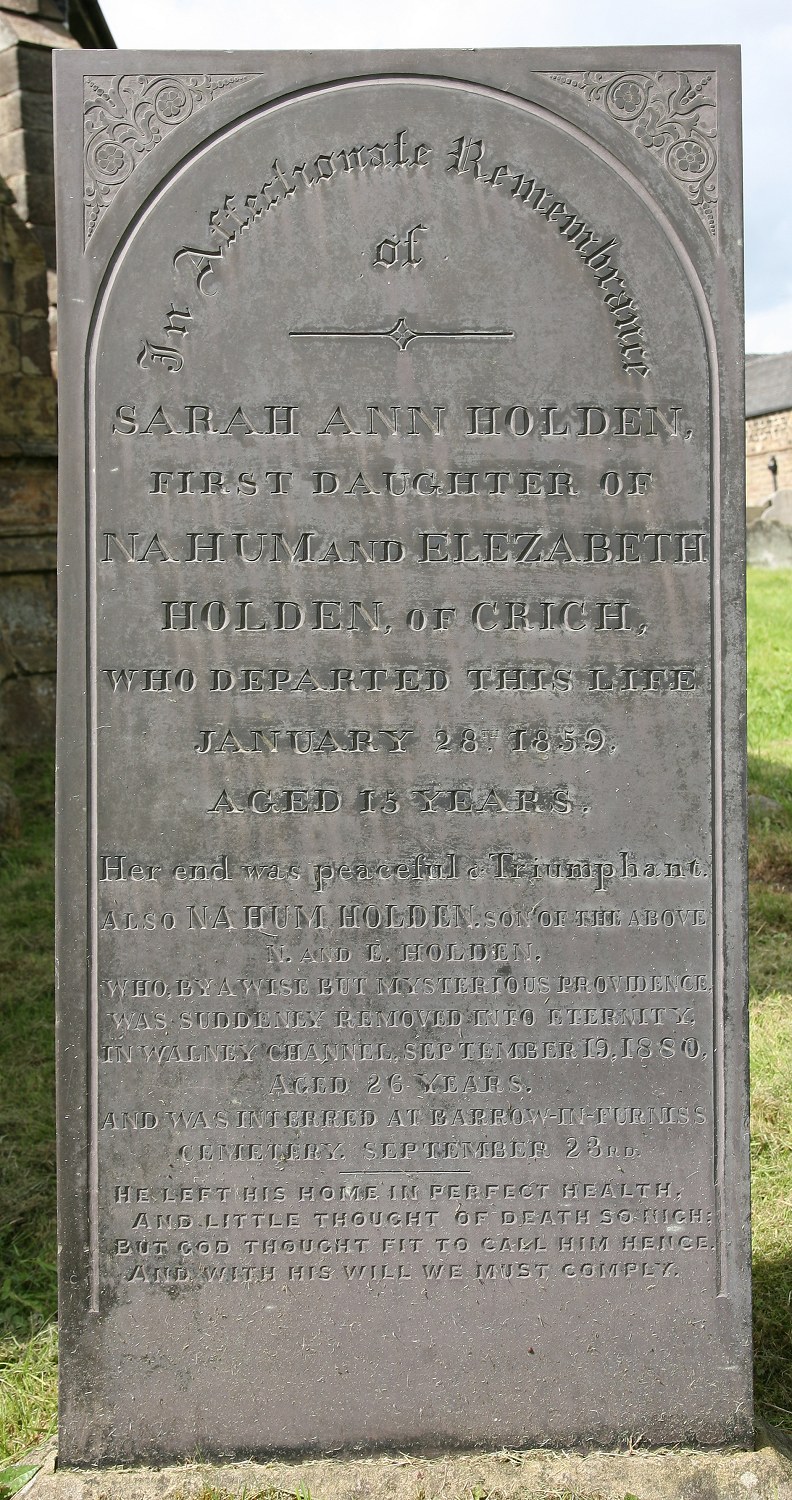 In Affectionate Remembrance
of
SARAH ANN HOLDEN,
FIRST DAUGHTER OF
NAHUM AND ELEZABETH
HOLDEN, OF CRICH,
WHO DEPARTED THIS LIFE
JANUARY 28TH 1859,
AGED 15 YEARS.
Her end was peaceful & Triumphant.
ALSO NAHUM HOLDEN. SON OF THE ABOVE
N. AND E. HOLDEN.
WHO, BY A WISE BUT MYSTERIOUS PROVIDENCE,
WAS SUDDENLY REMOVED INTO ETERNITY,
IN WALNEY CHANNEL, SEPTEMBER 19, 1880,
AGED 26 YEARS.
AND WAS INTERRED AT BARROW-IN-FURNISS
CEMETERY. SEPTEMBER 23RD.
HE LEFT HIS HOME IN PERFECT HEALTH,
AND LITTLE THOUGHT OF DEATH SO NIGH;
BUT GOD THOUGHT FIT TO CALL HIM HENCE.
AND WITH HIS WILL WE MUST COMPLY.